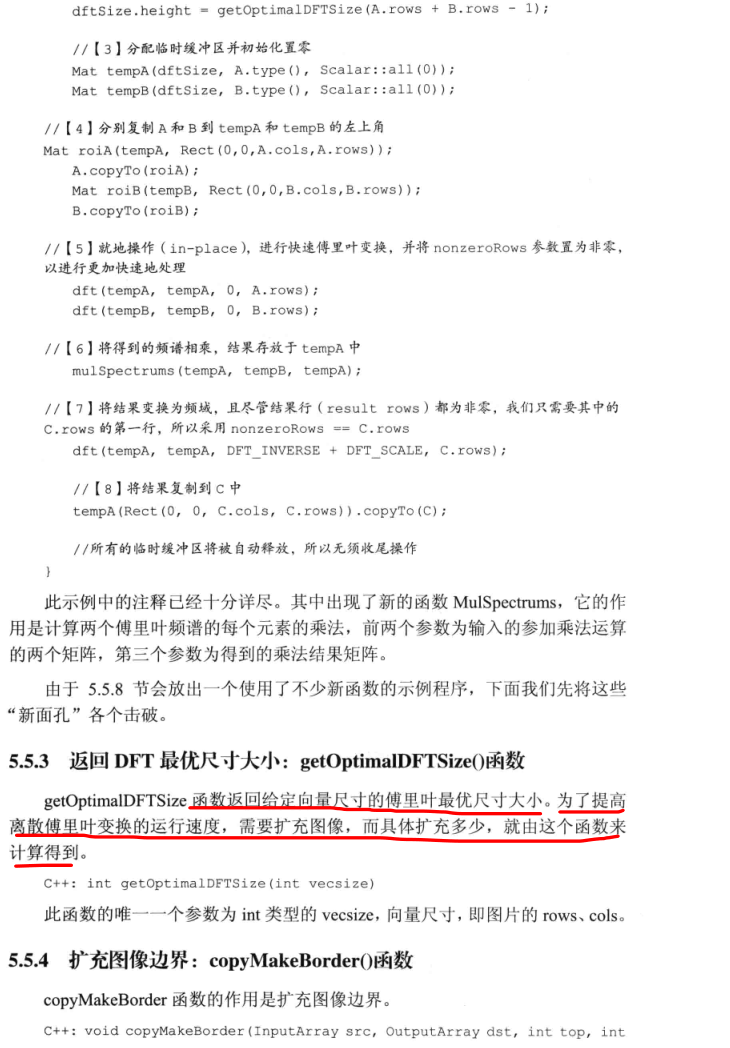 dftSize.height = getOptimalDFTSize(A.rows + B.rows - 1);
//【3】分配临时缓冲区并初始化置零
Mat tempA(dftSize, A.type(), Scalar::all(0));
Mat tempB(dftSize, B.type(), Scalar::all(0));
//【4】分别复制 A 和 B 到 tempA 和 tempB 的左上角
Mat roiA(tempA, Rect(0,0,A.cols,A.rows));
A.copyTo(roiA);
Mat roiB(tempB, Rect(0,0,B.cols,B.rows));
B.copyTo(roiB);
//【5】就地操作（in-place），进行快速傅里叶变换，并将 nonzeroRows 参数置为非零，
以进行更加快速地处理
dft(tempA, tempA, 0, A.rows);
dft(tempB, tempB, 0, B.rows);
//【6】将得到的频谱相乘，结果存放于 tempA 中
mulSpectrums(tempA, tempB, tempA);
//【7】将结果变换为频域，且尽管结果行（result rows）都为非零，我们只需要其中的
C.rows 的第一行，所以采用 nonzeroRows == C.rows
dft(tempA, tempA, DFT_INVERSE + DFT_SCALE, C.rows);
//【8】将结果复制到 C 中
tempA(Rect(0, 0, C.cols, C.rows)).copyTo(C);
//所有的临时缓冲区将被自动释放，所以无须收尾操作
}
此示例中的注释已经十分详尽。其中出现了新的函数 MulSpectrums，它的作
用是计算两个傅里叶频谱的每个元素的乘法，前两个参数为输入的参加乘法运算
的两个矩阵，第三个参数为得到的乘法结果矩阵。
由于 5.5.8 节会放出一个使用了不少新函数的示例程序，下面我们先将这些
“新面孔”各个击破。
5.5.3 返回 DFT 最优尺寸大小：getOptimalDFTSize()函数
getOptimalDFTSize 函数返回给定向量尺寸的傅里叶最优尺寸大小。为了提高
离散傅里叶变换的运行速度，需要扩充图像，而具体扩充多少，就由这个函数来
计算得到。
C++: int getOptimalDFTSize(int vecsize)
此函数的唯一一个参数为 int 类型的 vecsize，向量尺寸，即图片的 rows、cols。
5.5.4 扩充图像边界：copyMakeBorder()函数
copyMakeBorder 函数的作用是扩充图像边界。
C++: void copyMakeBorder(InputArray src, OutputArray dst, int top, int